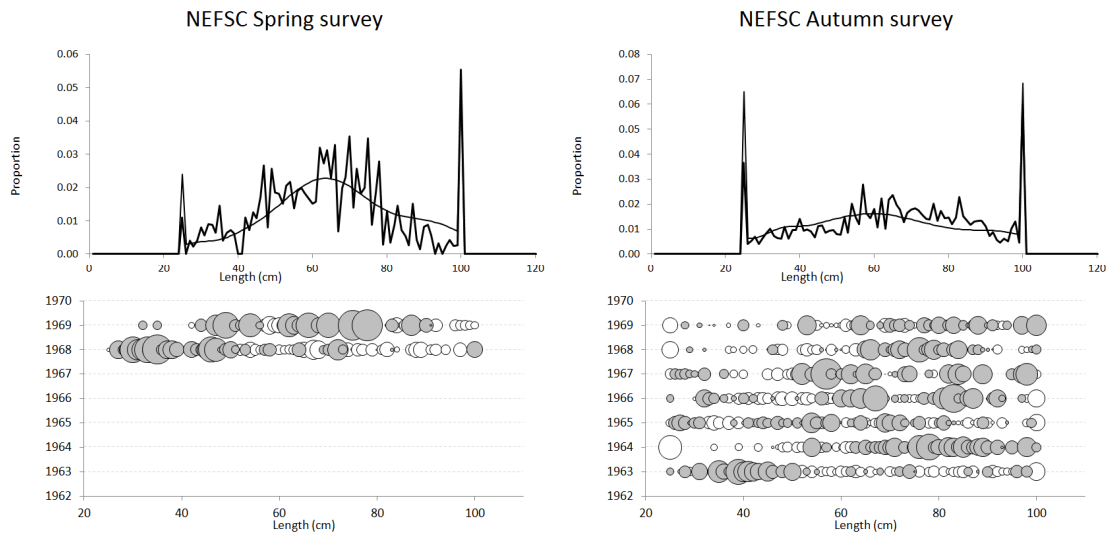 NEFSC Spring survey
NEFSC Autumn survey
0.06
0.05
0.04
0.03
0.02
0.01
0.00
Proportion
0 20 40 60 80 100 120
Length (cm)
0.08
0.07
0.06
0.05
0.04
0.03
0.02
0.01
0.00
Proportion
0 20 40 60 80 100 120
Length (cm)
1970
1969
1968
1967
1966
1965
1964
1963
1962
20 40 60 80 100
Length (cm)
1970
1969
1968
1967
1966
1965
1964
1963
1962
20 40 60 80 100
Length (cm)